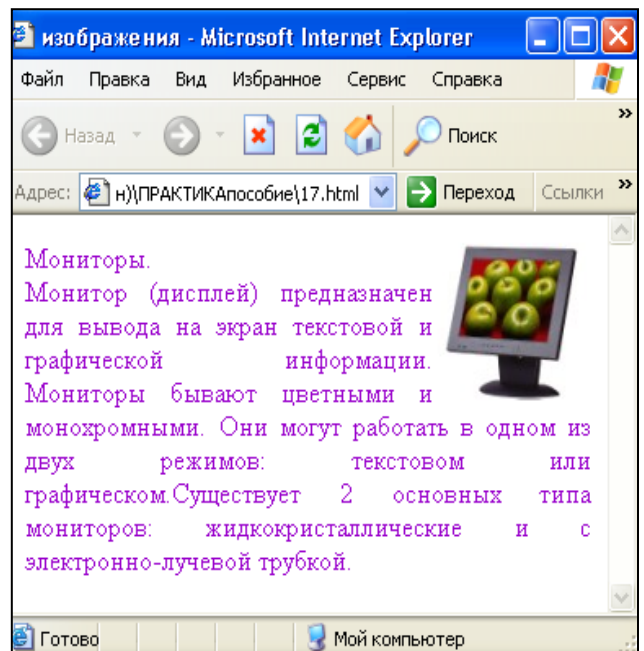 изображения - Microsoft Internet Explorer
Файл Правка Вид Избранное Сервис Справка
Назад Поиск »
Адрес: н)\ПРАКТИКАпособие\17.html Переход Ссылки »
Мониторы.
Монитор (дисплей) предназначен
для вывода на экран текстовой и
графической информации.
Мониторы бывают цветными и
монохромными. Они могут работать в одном из
двух режимов: текстовом или
графическом.Существует 2 основных типа
мониторов: жидкокристаллические и с
электронно-лучевой трубкой.
Готово Мой компьютер